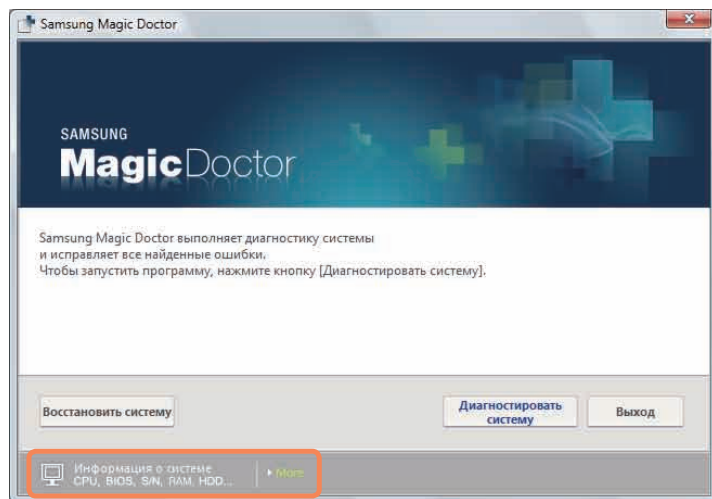 Samsung Magic Doctor
SAMSUNG
MagicDoctor
Samsung Magic Doctor выполняет диагностику системы
и исправляет все найденные ошибки.
Чтобы запустить программу, нажмите кнопку [Диагностировать систему].
Восстановить систему
Диагностировать
систему
Выход
Информация о системе
CPU, BIOS, S/N, RAM, HDD...
More